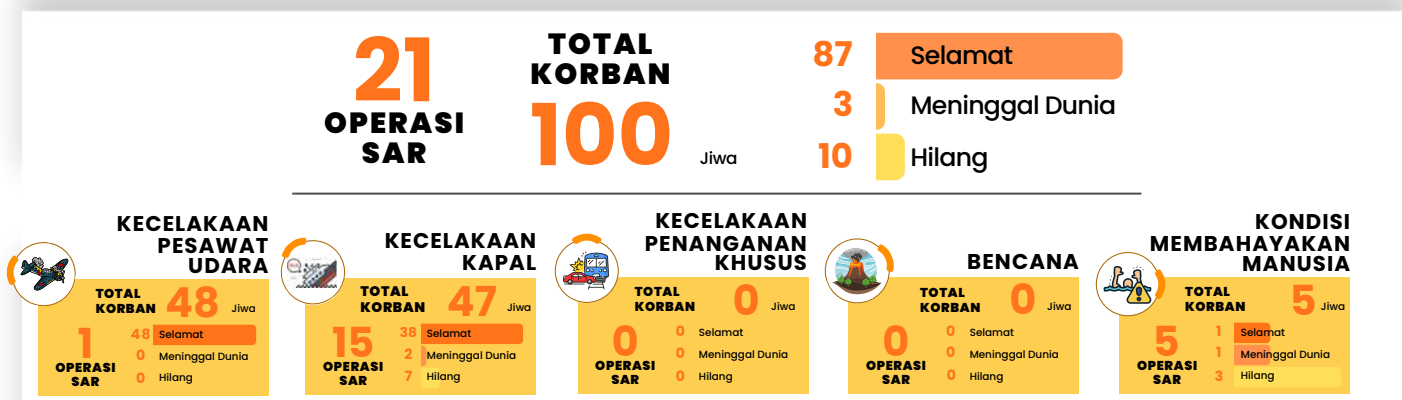 21
OPERASI
SAR
TOTAL
KORBAN
100
Jiwa
87 Selamat
3 Meninggal Dunia
10 Hilang
KECELAKAAN
PESAWAT
UDARA
TOTAL
KORBAN
48
Jiwa
1
OPERASI
SAR
48 Selamat
0 Meninggal Dunia
0 Hilang
KECELAKAAN
KAPAL
TOTAL
KORBAN
47
Jiwa
15
OPERASI
SAR
38 Selamat
2 Meninggal Dunia
7 Hilang
KECELAKAAN
PENANGANAN
KHUSUS
TOTAL
KORBAN
0
Jiwa
0
OPERASI
SAR
0 Selamat
0 Meninggal Dunia
0 Hilang
BENCANA
TOTAL
KORBAN
0
Jiwa
0
OPERASI
SAR
0 Selamat
0 Meninggal Dunia
0 Hilang
KONDISI
MEMBAHAYAKAN
MANUSIA
TOTAL
KORBAN
5
Jiwa
5
OPERASI
SAR
1 Selamat
1 Meninggal Dunia
3 Hilang